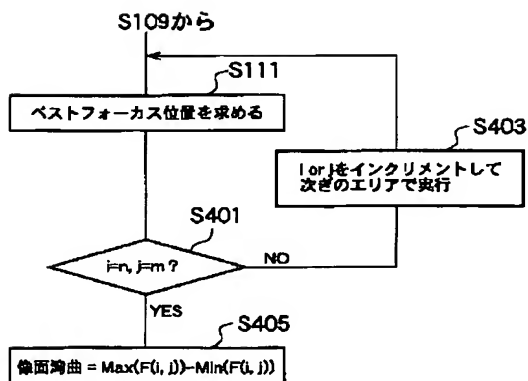 S109から
S111
ベストフォーカス位置を求める
S403
i or jをインクリメントして
次ぎのエリアで実行
S401
i=n, j=m ?
NO
YES
S405
像面湾曲 = Max(F(i, j))-Min(F(i, j))